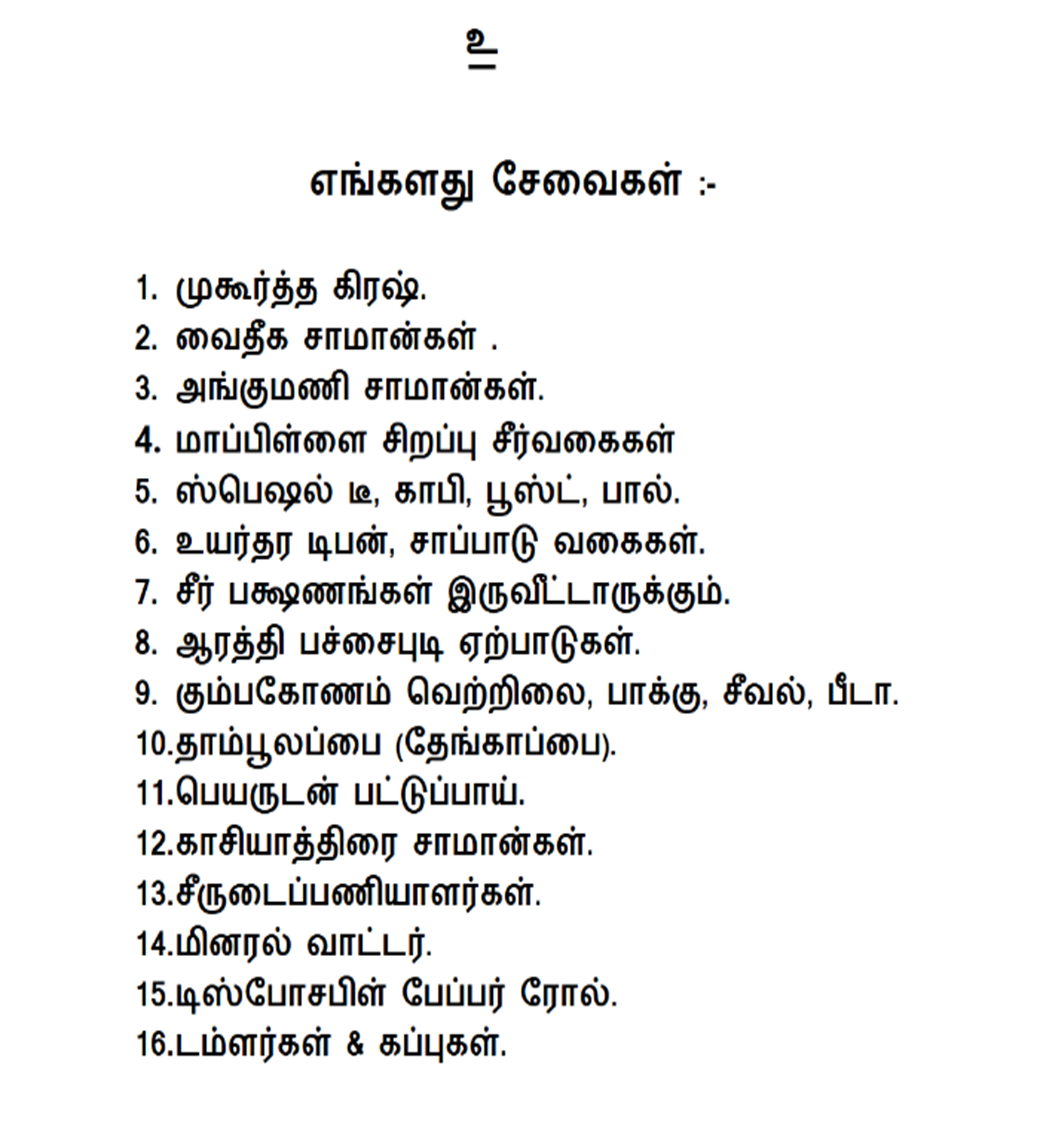 உ
எங்களது சேவைகள் :-
1. முகூர்த்த கிரஷ்.
2. வைதீக சாமான்கள் .
3. அங்குமணி சாமான்கள்.
4. மாப்பிள்ளை சிறப்பு சீர்வகைகள்
5. ஸ்பெஷல் டீ, காபி, பூஸ்ட், பால்.
6. உயர்தர டிபன், சாப்பாடு வகைகள்.
7. சீர் பக்ஷணங்கள் இருவீட்டாருக்கும்.
8. ஆரத்தி பச்சைபுடி ஏற்பாடுகள்.
9. கும்பகோணம் வெற்றிலை, பாக்கு, சீவல், பீடா.
10.தாம்பூலப்பை (தேங்காப்பை).
11.பெயருடன் பட்டுப்பாய்.
12.காசியாத்திரை சாமான்கள்.
13.சீருடைப்பணியாளர்கள்.
14.மினரல் வாட்டர்.
15.டிஸ்போசபிள் பேப்பர் ரோல்.
16.டம்ளர்கள் & கப்புகள்.